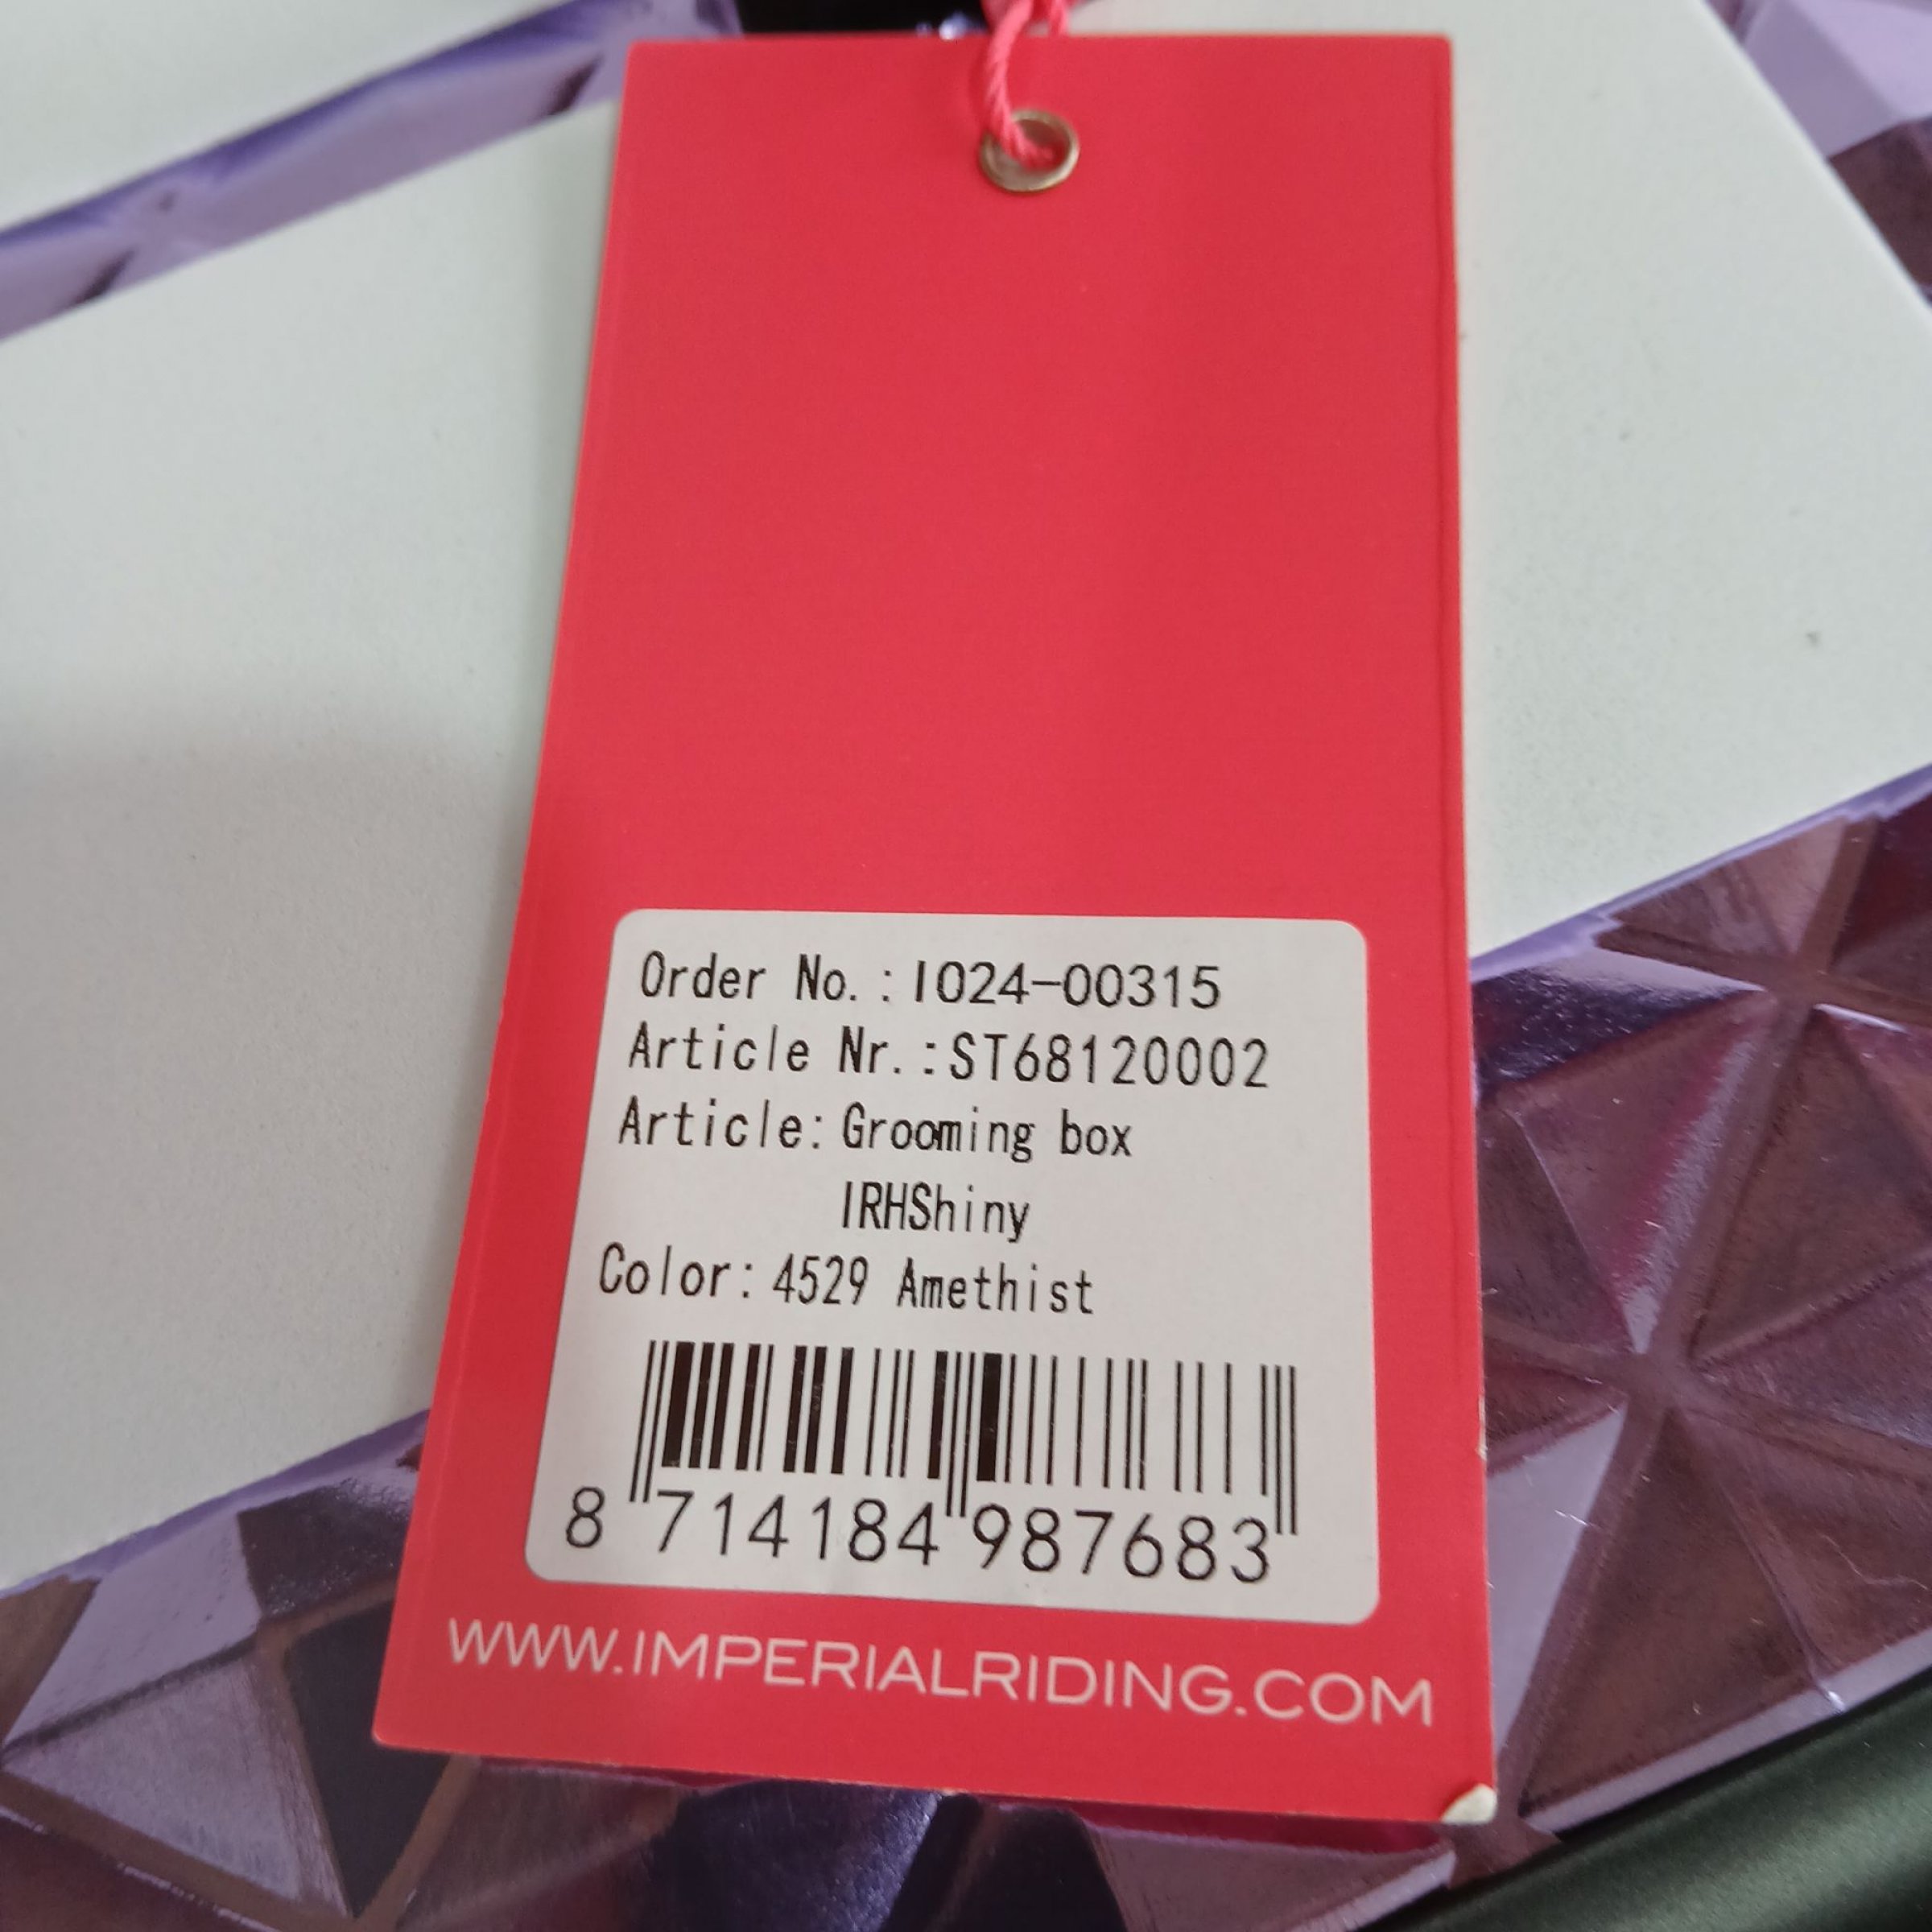 Order No.:IO24-00315
Article Nr.:ST68120002
Article: Grooming box
IRHShiny
Color: 4529 Amethist
8 714184 987683
WWW.IMPERIALRIDING.COM